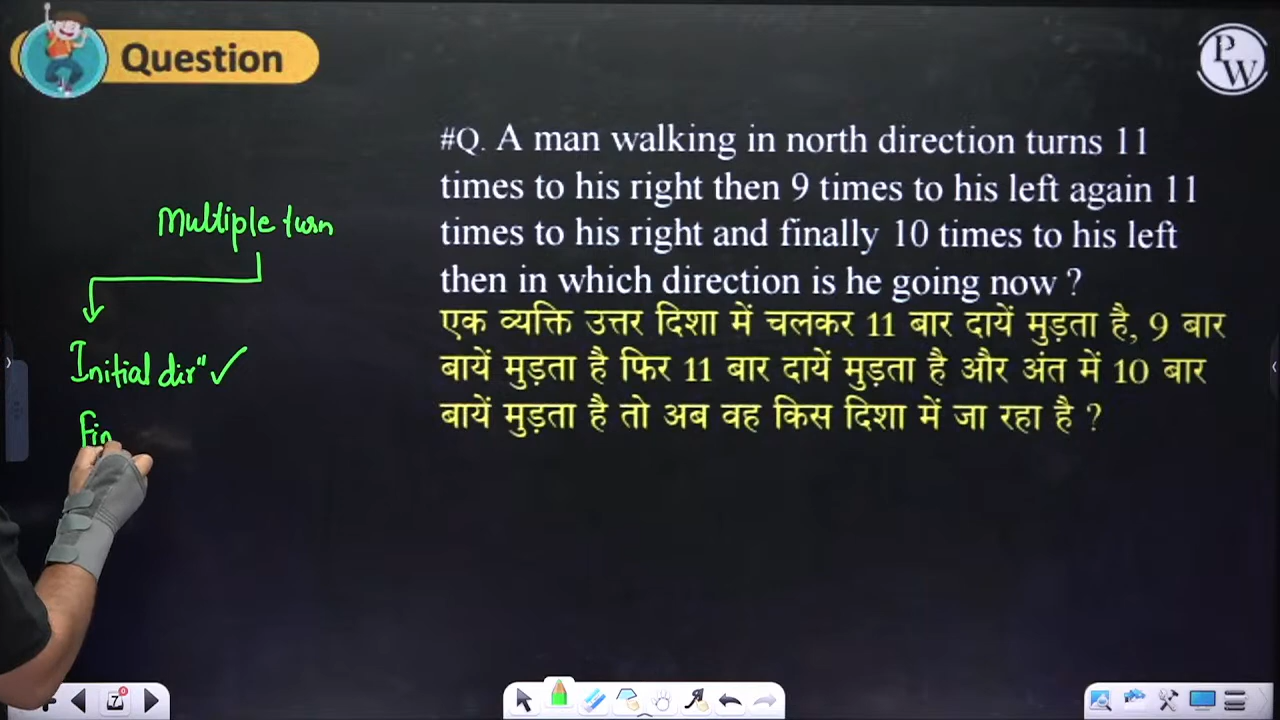 Question
PW
#Q. A man walking in north direction turns 11
times to his right then 9 times to his left again 11
times to his right and finally 10 times to his left
then in which direction is he going now ?
एक व्यक्ति उत्तर दिशा में चलकर 11 बार दायें मुड़ता है, 9 बार
बायें मुड़ता है फिर 11 बार दायें मुड़ता है और अंत में 10 बार
बायें मुड़ता है तो अब वह किस दिशा में जा रहा है ?
Multiple turn
Initial dirⁿ ✓
Fin